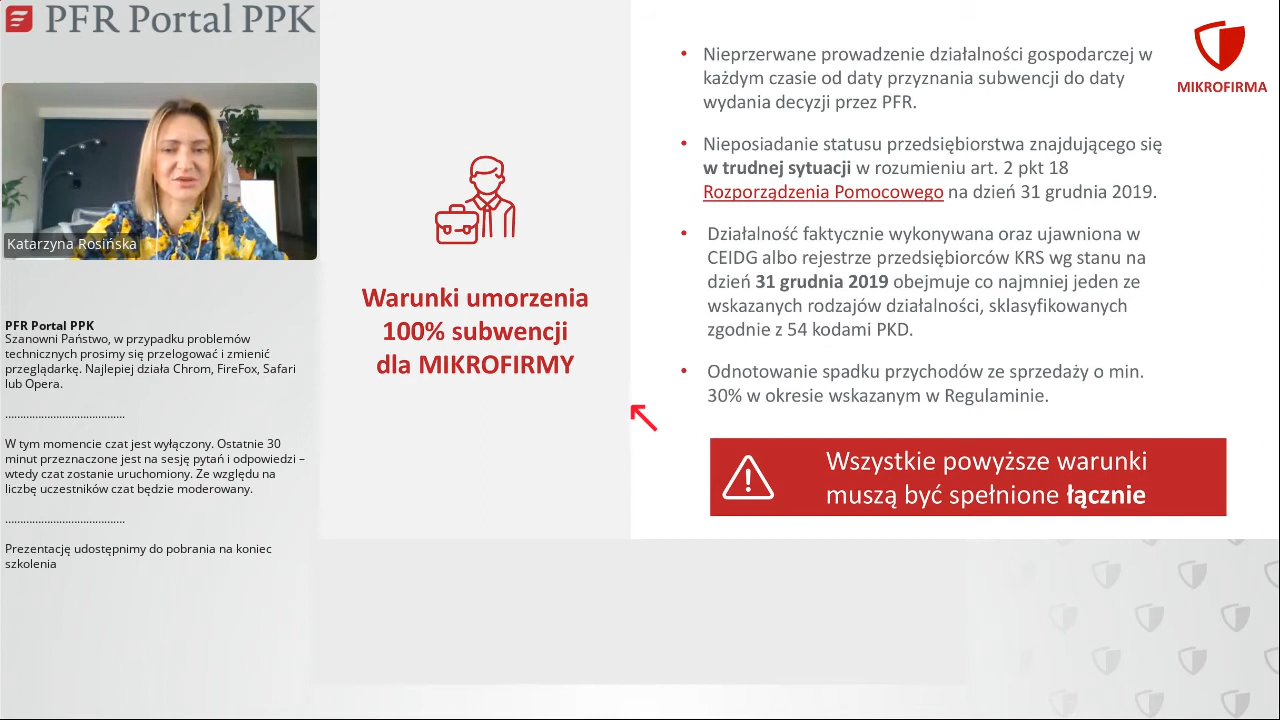 PFR Portal PPK
Katarzyna Rosińska
PFR Portal PPK
Szanowni Państwo, w przypadku problemów
technicznych prosimy się przelogować i zmienić
przeglądarkę. Najlepiej działa Chrom, FireFox, Safari
lub Opera.
........................................
W tym momencie czat jest wyłączony. Ostatnie 30
minut przeznaczone jest na sesję pytań i odpowiedzi –
wtedy czat zostanie uruchomiony. Ze względu na
liczbę uczestników czat będzie moderowany.
........................................
Prezentację udostępnimy do pobrania na koniec
szkolenia
Warunki umorzenia
100% subwencji
dla MIKROFIRMY
• Nieprzerwane prowadzenie działalności gospodarczej w
każdym czasie od daty przyznania subwencji do daty
wydania decyzji przez PFR.
• Nieposiadanie statusu przedsiębiorstwa znajdującego się
w trudnej sytuacji w rozumieniu art. 2 pkt 18
Rozporządzenia Pomocowego na dzień 31 grudnia 2019.
• Działalność faktycznie wykonywana oraz ujawniona w
CEIDG albo rejestrze przedsiębiorców KRS wg stanu na
dzień 31 grudnia 2019 obejmuje co najmniej jeden ze
wskazanych rodzajów działalności, sklasyfikowanych
zgodnie z 54 kodami PKD.
• Odnotowanie spadku przychodów ze sprzedaży o min.
30% w okresie wskazanym w Regulaminie.
Wszystkie powyższe warunki
muszą być spełnione łącznie
MIKROFIRMA